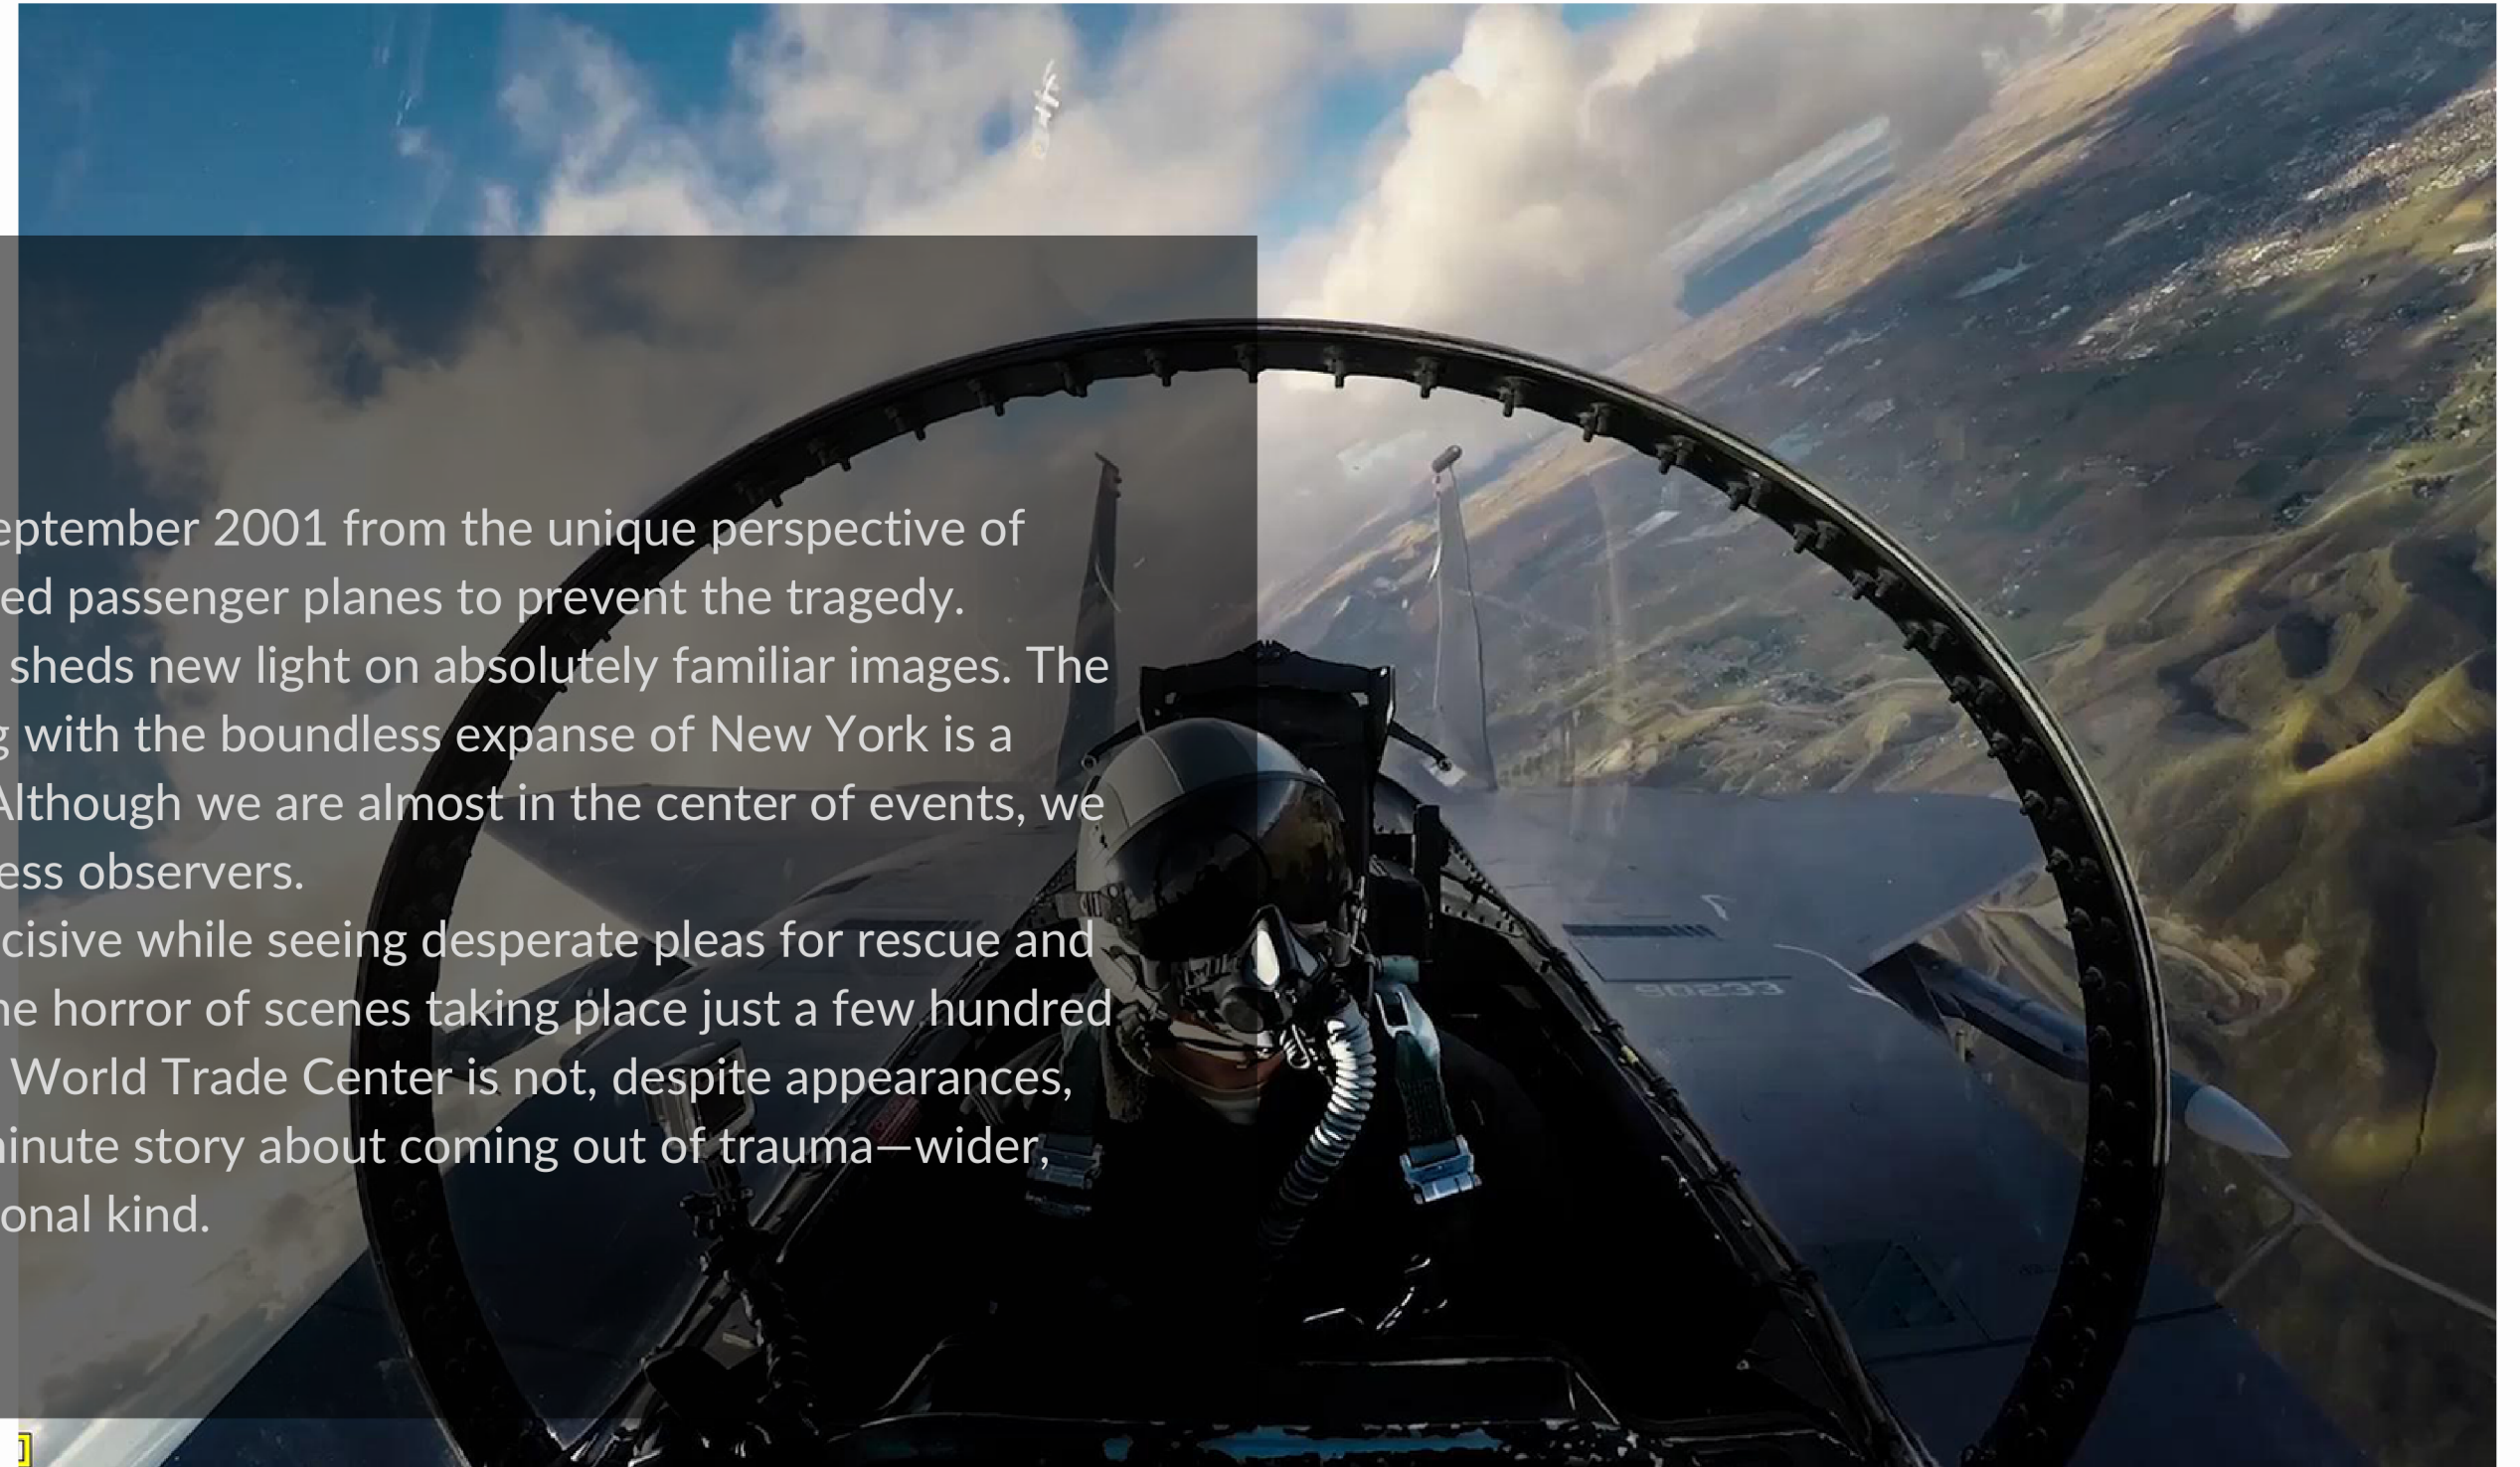 eptember 2001 from the unique perspective of
ed passenger planes to prevent the tragedy.
sheds new light on absolutely familiar images. The
g with the boundless expanse of New York is a
Although we are almost in the center of events, we
ess observers.
cisive while seeing desperate pleas for rescue and
ne horror of scenes taking place just a few hundred
World Trade Center is not, despite appearances,
inute story about coming out of trauma—wider,
onal kind.
90233